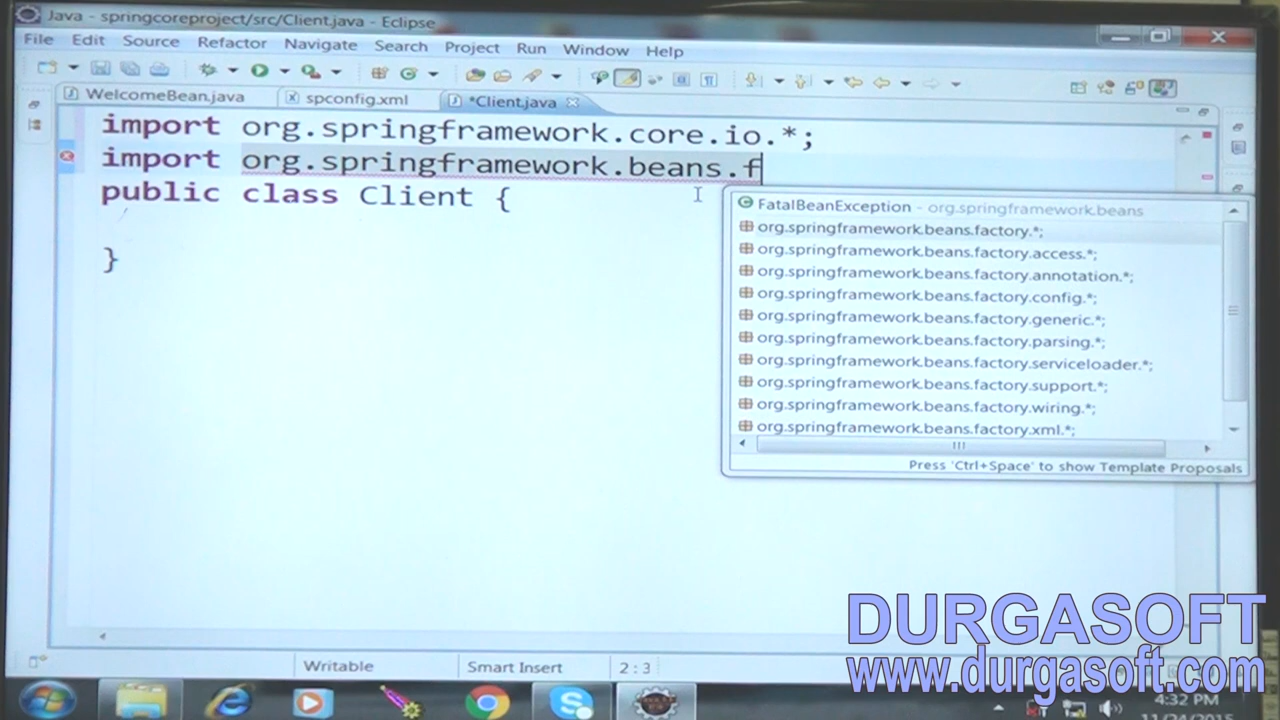 Java - springcoreproject/src/Client.java - Eclipse
File Edit Source Refactor Navigate Search Project Run Window Help
WelcomeBean.java spconfig.xml *Client.java
import org.springframework.core.io.*;
import org.springframework.beans.f
public class Client {
}
FatalBeanException - org.springframework.beans
org.springframework.beans.factory.*;
org.springframework.beans.factory.access.*;
org.springframework.beans.factory.annotation.*;
org.springframework.beans.factory.config.*;
org.springframework.beans.factory.generic.*;
org.springframework.beans.factory.parsing.*;
org.springframework.beans.factory.serviceloader.*;
org.springframework.beans.factory.support.*;
org.springframework.beans.factory.wiring.*;
org.springframework.beans.factory.xml.*;
Press 'Ctrl+Space' to show Template Proposals
DURGASOFT
www.durgasoft.com
Writable Smart Insert 2 : 3
4:32 PM